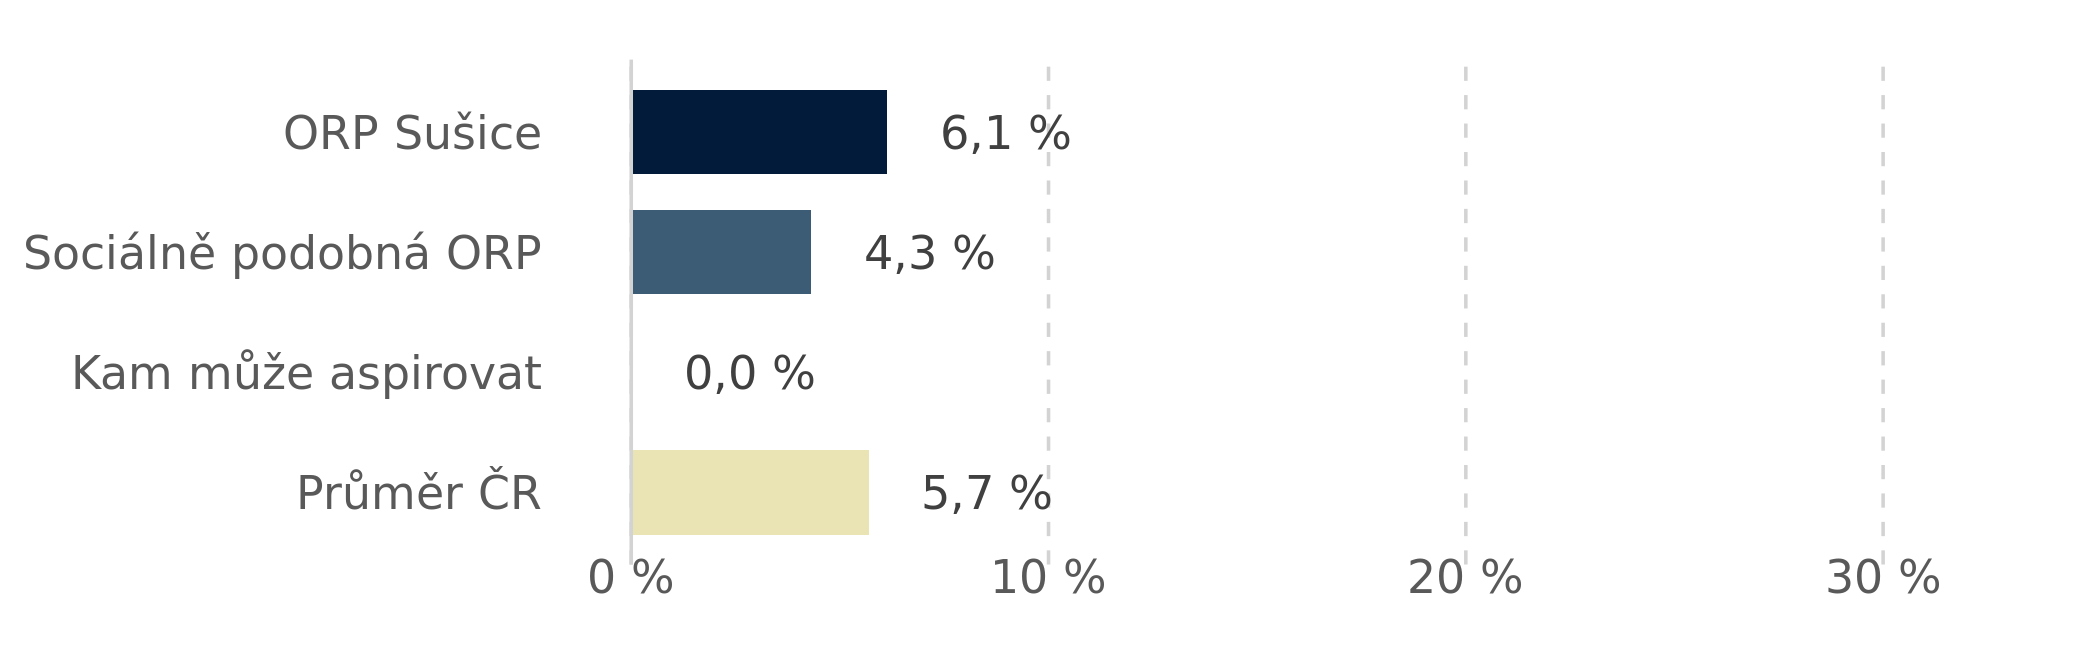 ORP Sušice 6,1 %
Sociálně podobná ORP 4,3 %
Kam může aspirovat 0,0 %
Průměr ČR 5,7 %
0 % 10 % 20 % 30 %